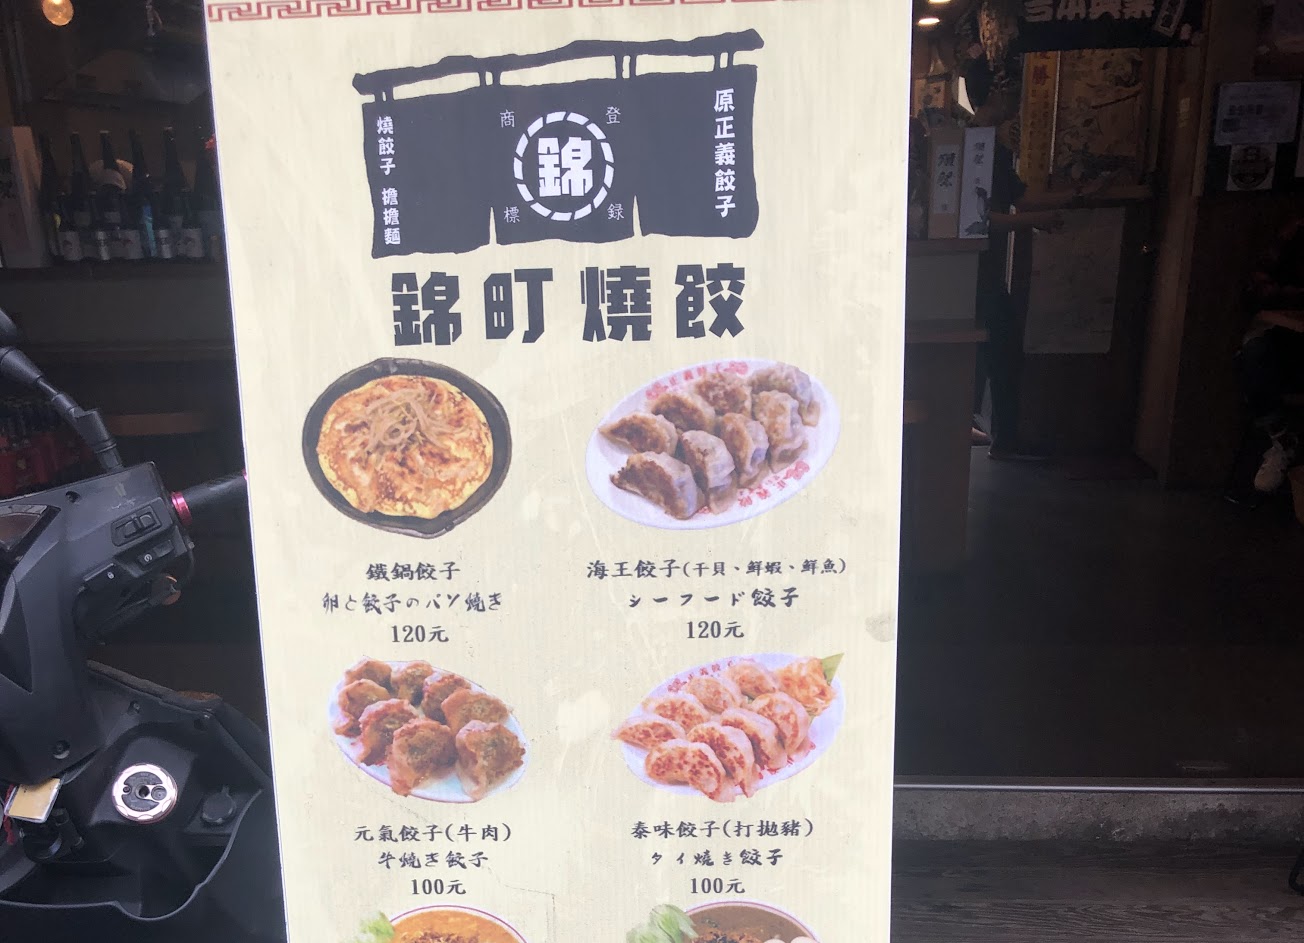 原正義餃子
登録
商標
錦
燒餃子 擔擔麵
錦町燒餃
鐵鍋餃子
卵と餃子のパン焼き
120元
海王餃子(干貝、鮮蝦、鮮魚)
シーフード餃子
120元
元氣餃子(牛肉)
牛焼き餃子
100元
泰味餃子(打拋豬)
タイ焼き餃子
100元